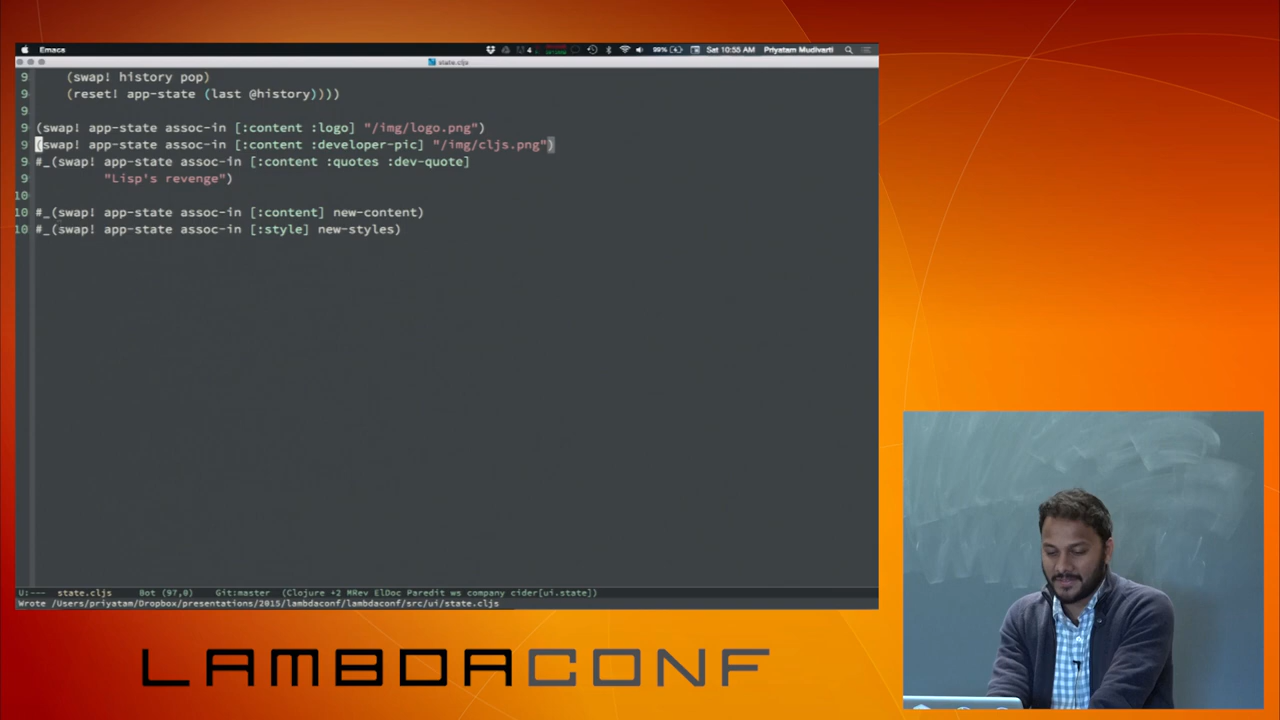 Emacs
4
99%
Sat 10:55 AM
Priyatam Mudivarti
state.cljs
9 (swap! history pop)
9 (reset! app-state (last @history))))
9
9 (swap! app-state assoc-in [:content :logo] "/img/logo.png")
9 (swap! app-state assoc-in [:content :developer-pic] "/img/cljs.png")
9 #_(swap! app-state assoc-in [:content :quotes :dev-quote]
9 "Lisp's revenge")
10
10 #_(swap! app-state assoc-in [:content] new-content)
10 #_(swap! app-state assoc-in [:style] new-styles)
U:--- state.cljs Bot (97,0) Git:master (Clojure +2 MRev ElDoc Paredit ws company cider[ui.state])
Wrote /Users/priyatam/Dropbox/presentations/2015/lambdaconf/lambdaconf/src/ui/state.cljs
LAMBDACONF